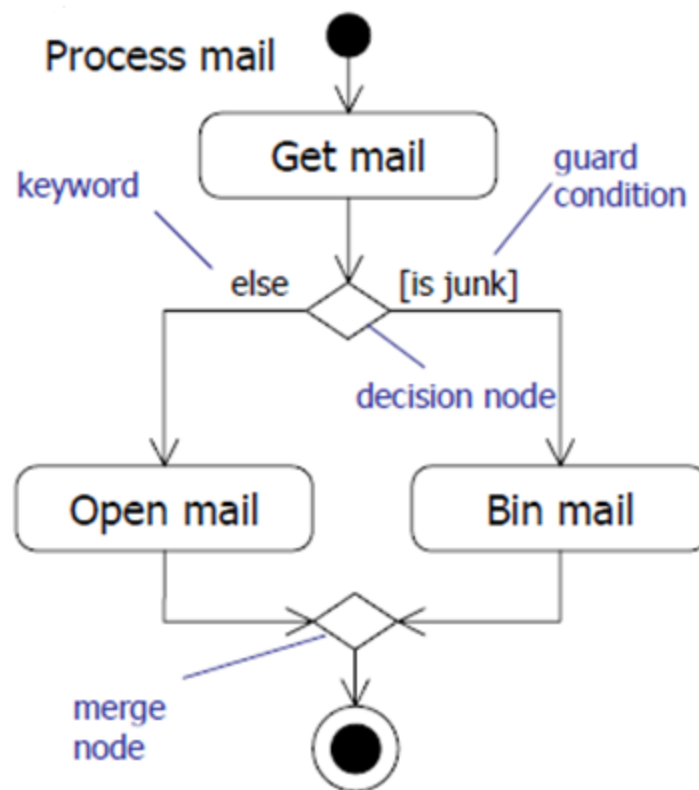 Process mail
Get mail
keyword
guard
condition
else
[is junk]
decision node
Open mail
Bin mail
merge
node